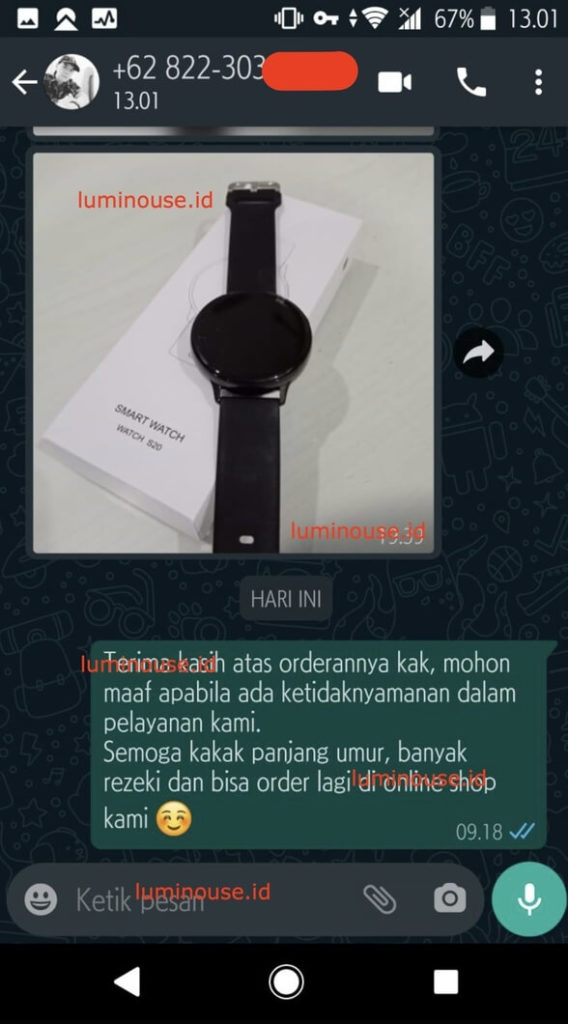 67% 13.01
+62 822-303
13.01
luminouse.id
SMART WATCH
WATCH S20
luminouse.id
13.39
HARI INI
luminouse.id
Terima kasih atas orderannya kak, mohon
maaf apabila ada ketidaknyamanan dalam
pelayanan kami.
Semoga kakak panjang umur, banyak
rezeki dan bisa order lagi di online shop
luminouse.id
kami 😊
09.18
Ketik pesan
luminouse.id